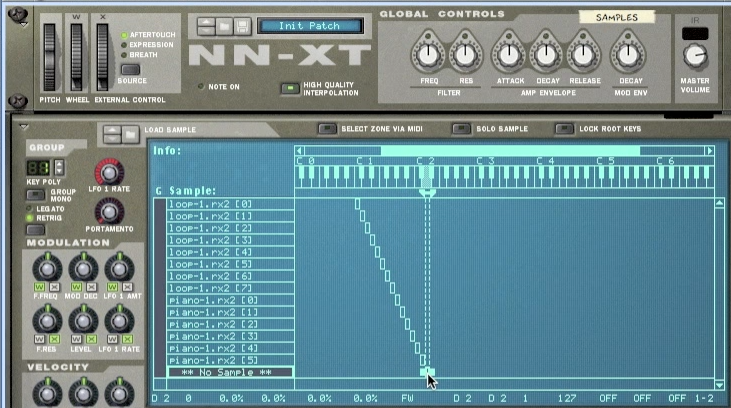 GLOBAL CONTROLS
SAMPLES
IR
W X
AFTERTOUCH
EXPRESSION
BREATH
SOURCE
Init Patch
NN-XT
NOTE ON
HIGH QUALITY
INTERPOLATION
PITCH WHEEL EXTERNAL CONTROL
FREQ RES ATTACK DECAY RELEASE DECAY
FILTER AMP ENVELOPE MOD ENV
MASTER
VOLUME
LOAD SAMPLE
SELECT ZONE VIA MIDI SOLO SAMPLE LOCK ROOT KEYS
GROUP
KEY POLY
GROUP
MONO
LEGATO
RETRIG
LFO 1 RATE
PORTAMENTO
MODULATION
W X W X W X
F.FREQ MOD DEC LFO 1 AMT
W X W X W X
F.RES LEVEL LFO 1 RATE
VELOCITY
Info:
C 0 C 1 C 2 C 3 C 4 C 5 C 6
G Sample:
loop-1.rx2 [0]
loop-1.rx2 [1]
loop-1.rx2 [2]
loop-1.rx2 [3]
loop-1.rx2 [4]
loop-1.rx2 [5]
loop-1.rx2 [6]
loop-1.rx2 [7]
piano-1.rx2 [0]
piano-1.rx2 [1]
piano-1.rx2 [2]
piano-1.rx2 [3]
piano-1.rx2 [4]
piano-1.rx2 [5]
** No Sample **
D 2 0 0.0% 0.0% 0.0% FW D 2 D 2 1 127 OFF OFF OFF 1-2